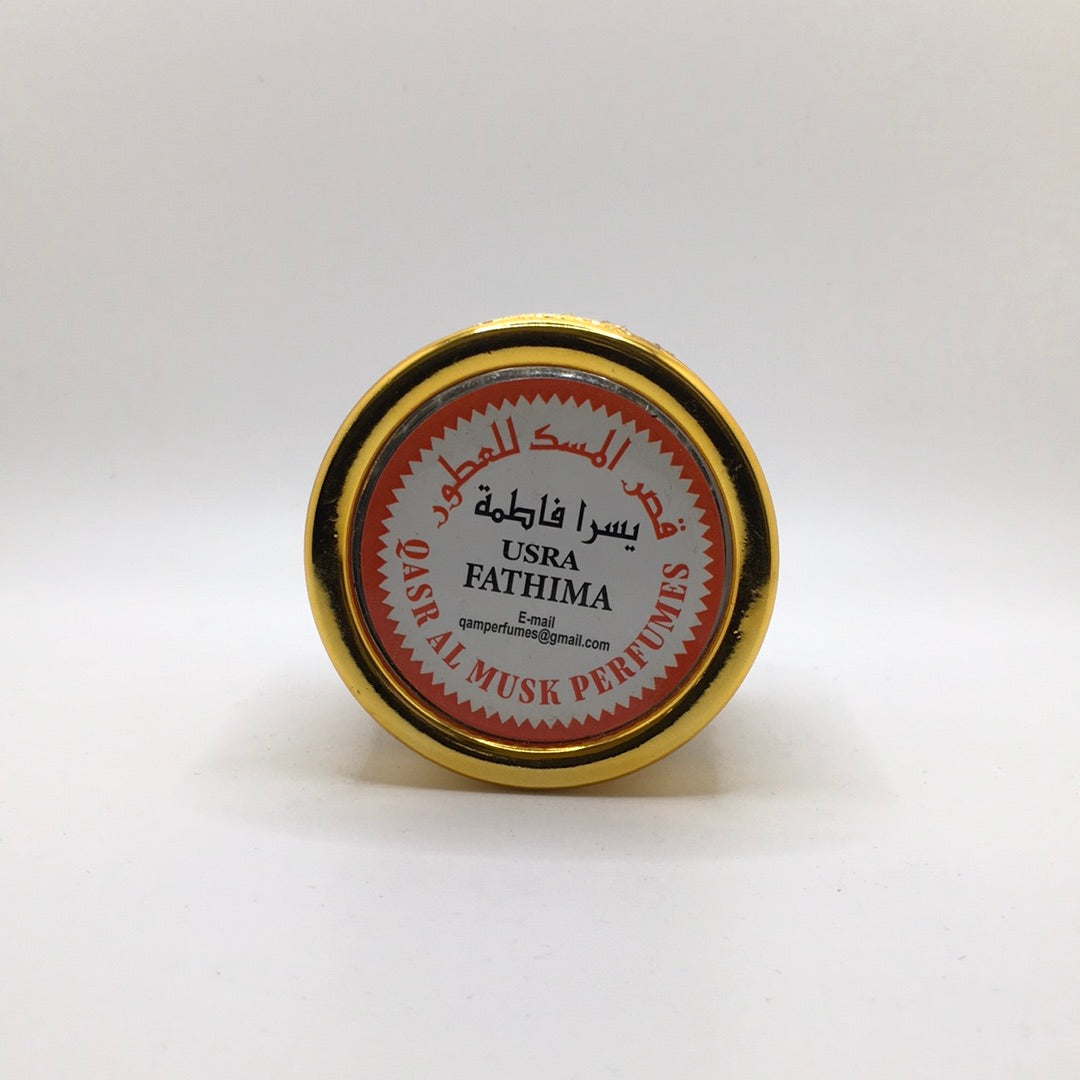 قصر المسك للعطور
يسرا فاطمة
USRA
FATHIMA
E-mail
qamperfumes@gmail.com
QASR AL MUSK PERFUMES